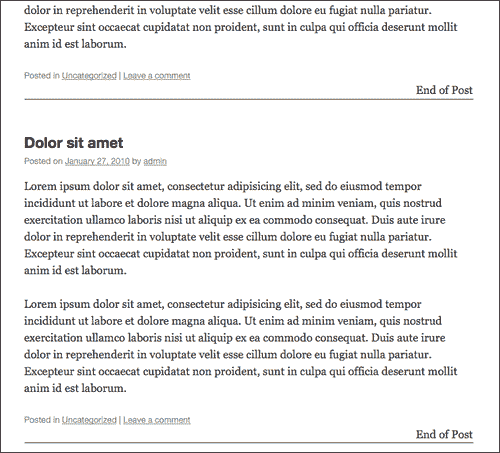 dolor in reprehenderit in voluptate velit esse cillum dolore eu fugiat nulla pariatur.
Excepteur sint occaecat cupidatat non proident, sunt in culpa qui officia deserunt mollit
anim id est laborum.
Posted in Uncategorized | Leave a comment
End of Post
Dolor sit amet
Posted on January 27, 2010 by admin
Lorem ipsum dolor sit amet, consectetur adipisicing elit, sed do eiusmod tempor
incididunt ut labore et dolore magna aliqua. Ut enim ad minim veniam, quis nostrud
exercitation ullamco laboris nisi ut aliquip ex ea commodo consequat. Duis aute irure
dolor in reprehenderit in voluptate velit esse cillum dolore eu fugiat nulla pariatur.
Excepteur sint occaecat cupidatat non proident, sunt in culpa qui officia deserunt mollit
anim id est laborum.
Lorem ipsum dolor sit amet, consectetur adipisicing elit, sed do eiusmod tempor
incididunt ut labore et dolore magna aliqua. Ut enim ad minim veniam, quis nostrud
exercitation ullamco laboris nisi ut aliquip ex ea commodo consequat. Duis aute irure
dolor in reprehenderit in voluptate velit esse cillum dolore eu fugiat nulla pariatur.
Excepteur sint occaecat cupidatat non proident, sunt in culpa qui officia deserunt mollit
anim id est laborum.
Posted in Uncategorized | Leave a comment
End of Post